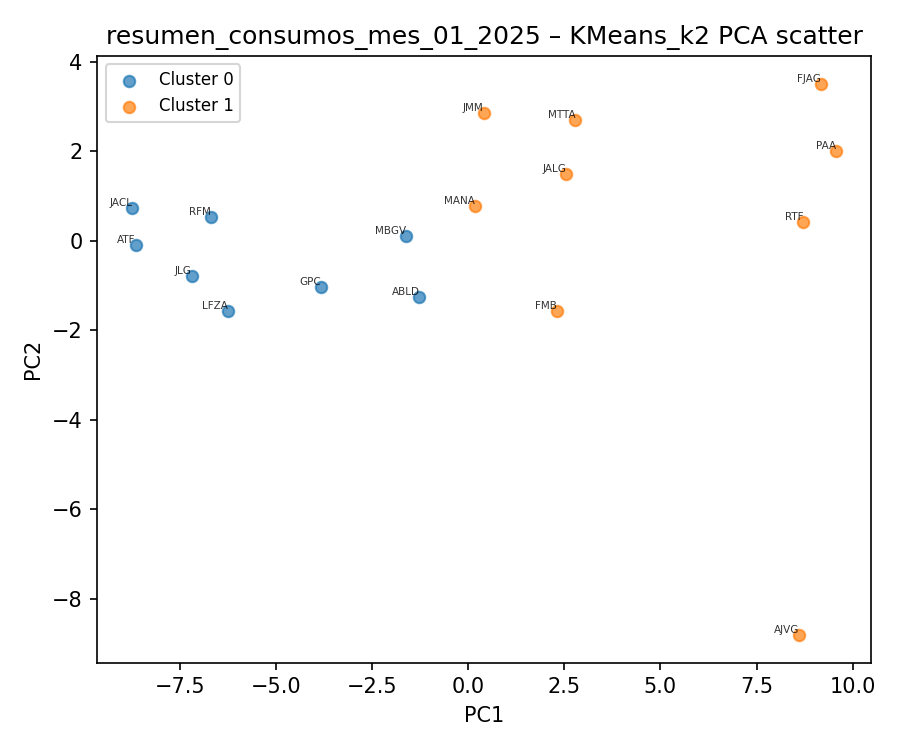 resumen_consumos_mes_01_2025 – KMeans_k2 PCA scatter
Cluster 0
Cluster 1
4
2
0
−2
−4
−6
−8
PC2
FJAG
JMM
MTTA
PAA
JALG
MANA
JACL
RFM
RTF
MBGV
ATF
JLG
GPC
ABLD
LFZA
FMB
AJVG
−7.5
−5.0
−2.5
0.0
2.5
5.0
7.5
10.0
PC1